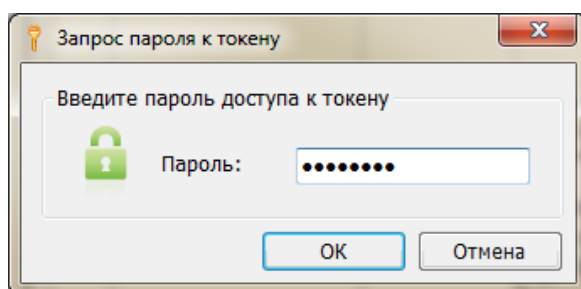 Запрос пароля к токену
Введите пароль доступа к токену
Пароль: ●●●●●●●●
OK Отмена